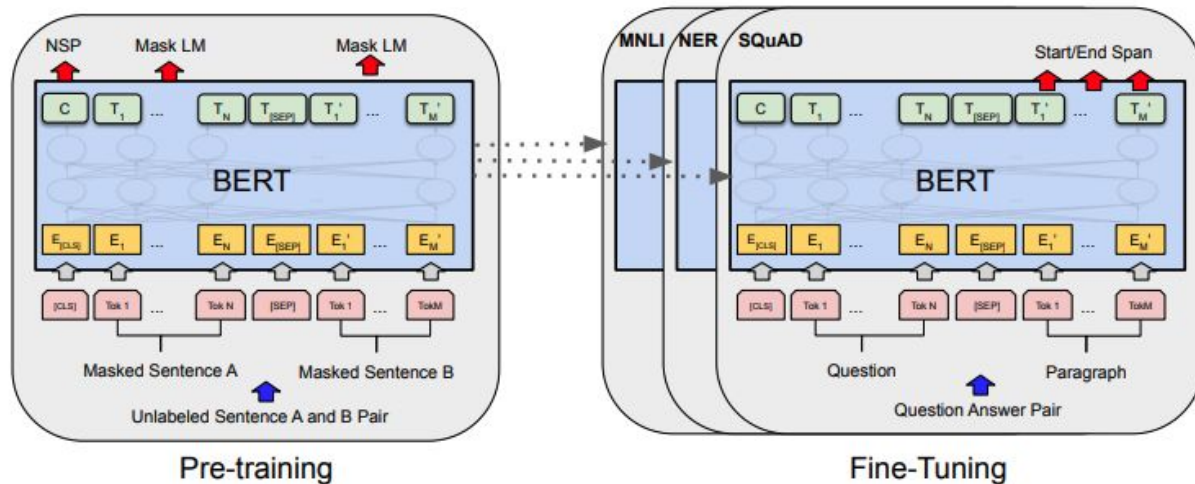 NSP Mask LM Mask LM
C T1 ... TN T[SEP] T1' ... TM'
BERT
E[CLS] E1 ... EN E[SEP] E1' ... EM'
[CLS] Tok 1 ... Tok N [SEP] Tok 1 ... TokM
Masked Sentence A Masked Sentence B
Unlabeled Sentence A and B Pair
Pre-training
MNLI NER SQuAD
Start/End Span
C T1 ... TN T[SEP] T1' ... TM'
BERT
E[CLS] E1 ... EN E[SEP] E1' ... EM'
[CLS] Tok 1 ... Tok N [SEP] Tok 1 ... TokM
Question Paragraph
Question Answer Pair
Fine-Tuning